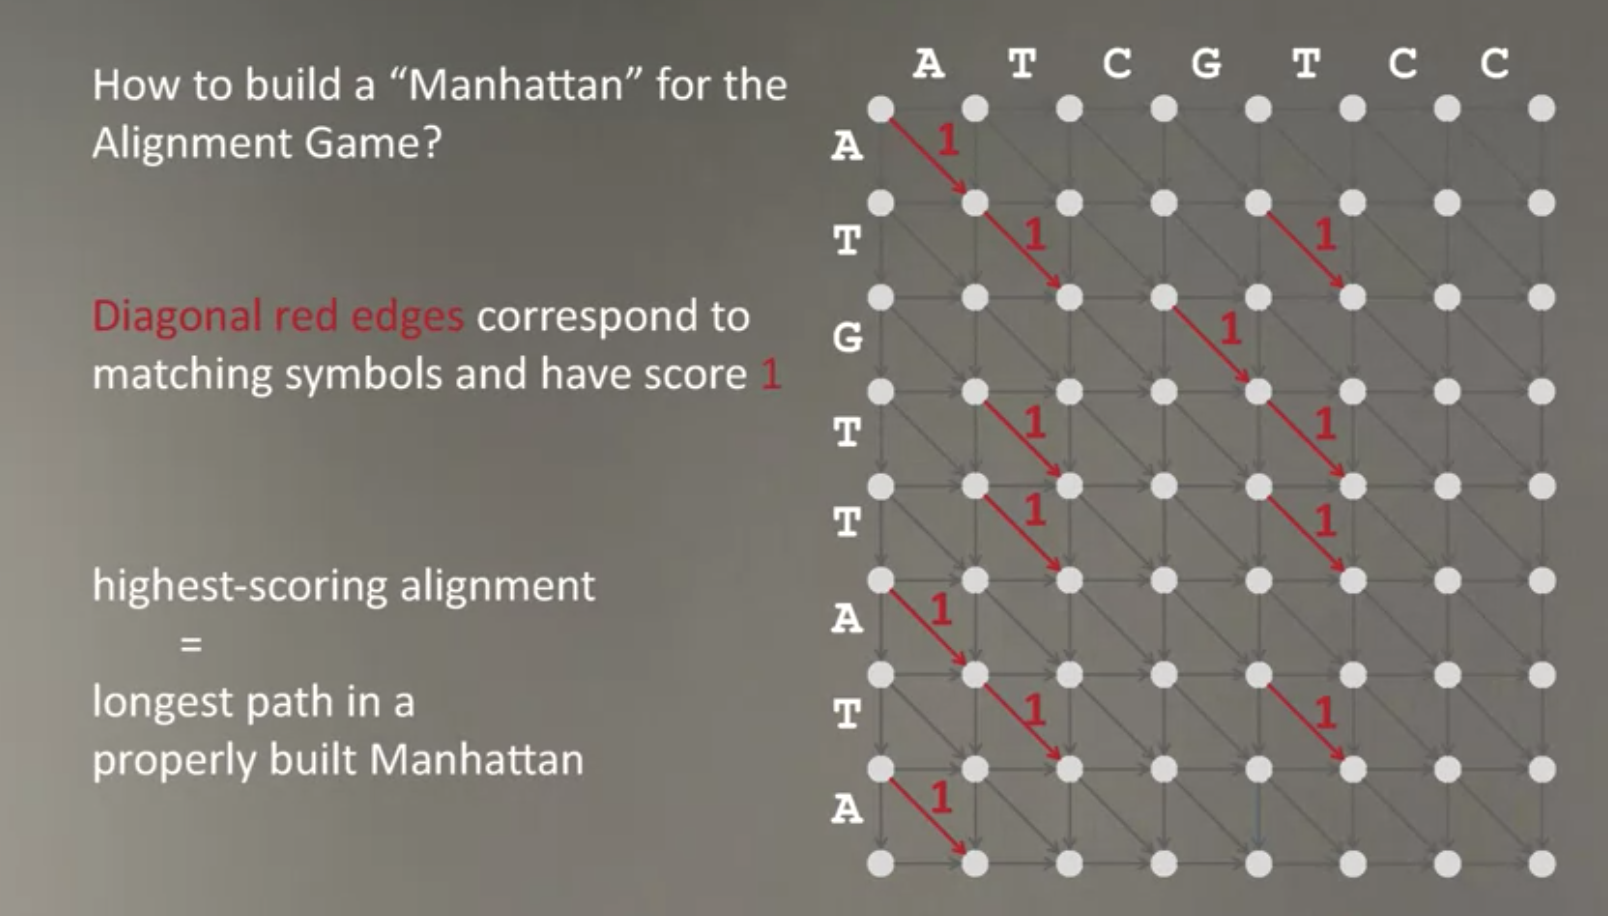 How to build a “Manhattan” for the
Alignment Game?
Diagonal red edges correspond to
matching symbols and have score 1
highest-scoring alignment
=
longest path in a
properly built Manhattan
A T C G T C C
A
1
T
1 1
G
1
T
1 1
T
1 1
A
1
T
1 1
A
1